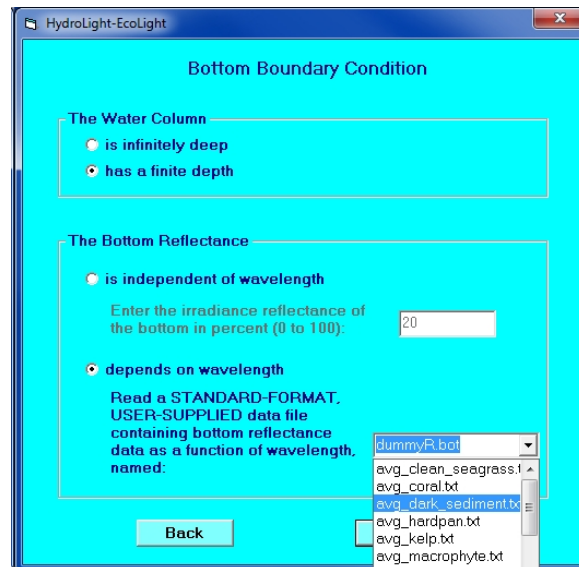 HydroLight-EcoLight
Bottom Boundary Condition
The Water Column
is infinitely deep
has a finite depth
The Bottom Reflectance
is independent of wavelength
Enter the irradiance reflectance of
the bottom in percent (0 to 100):
20
depends on wavelength
Read a STANDARD-FORMAT,
USER-SUPPLIED data file
containing bottom reflectance
data as a function of wavelength,
named:
dummyR.bot
avg_clean_seagrass.t
avg_coral.txt
avg_dark_sediment.tx
avg_hardpan.txt
avg_kelp.txt
avg_macrophyte.txt
Back